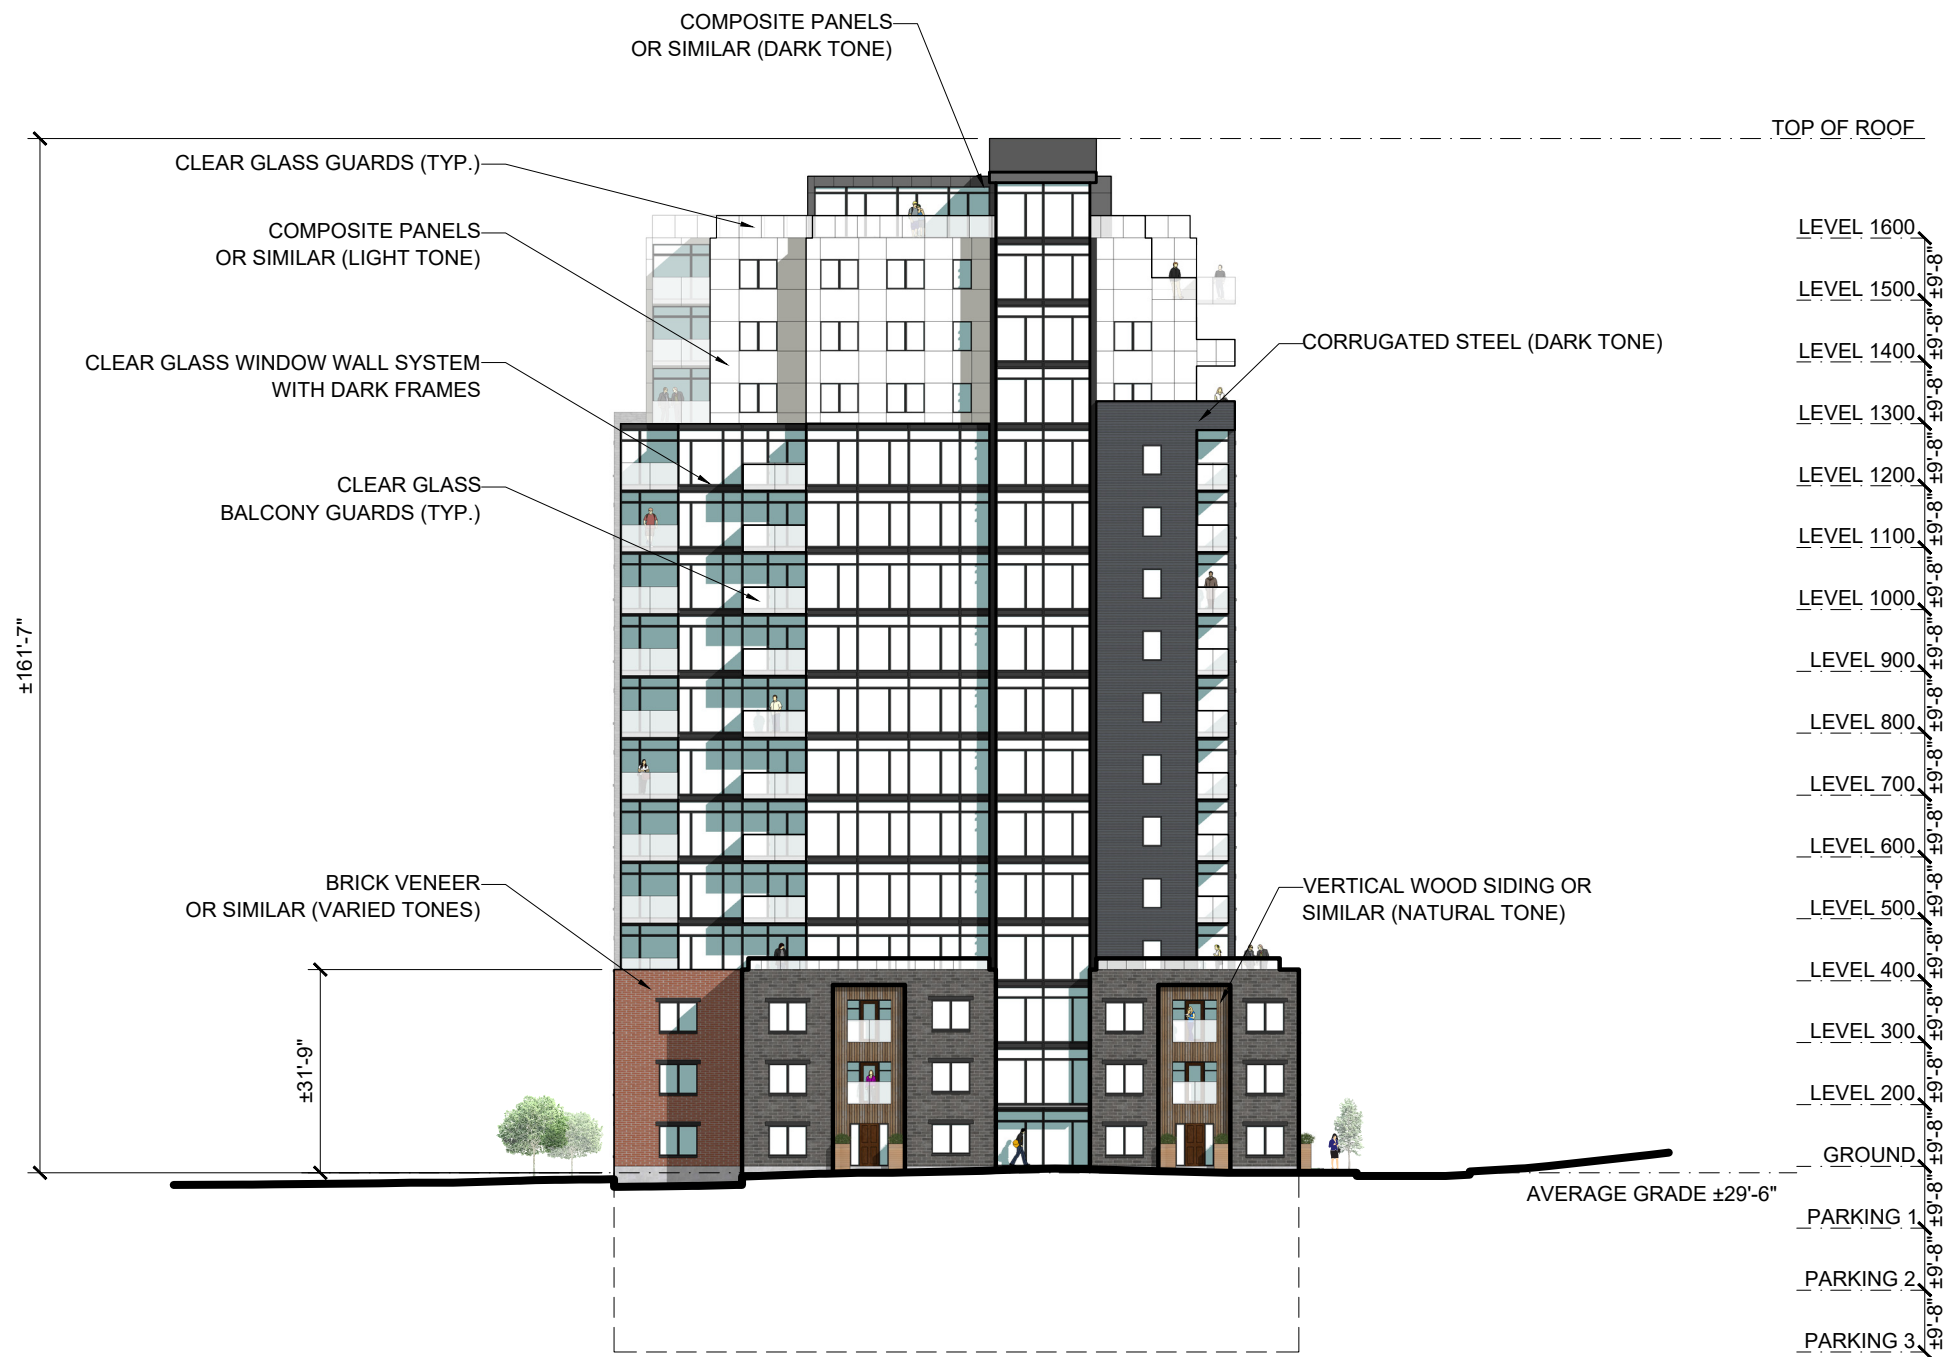 COMPOSITE PANELS
OR SIMILAR (DARK TONE)
TOP OF ROOF
CLEAR GLASS GUARDS (TYP.)
COMPOSITE PANELS
OR SIMILAR (LIGHT TONE)
CLEAR GLASS WINDOW WALL SYSTEM
WITH DARK FRAMES
CLEAR GLASS
BALCONY GUARDS (TYP.)
CORRUGATED STEEL (DARK TONE)
BRICK VENEER
OR SIMILAR (VARIED TONES)
VERTICAL WOOD SIDING OR
SIMILAR (NATURAL TONE)
±161'-7"
±31'-9"
LEVEL 1600
±9'-8"
LEVEL 1500
±9'-8"
LEVEL 1400
±9'-8"
LEVEL 1300
±9'-8"
LEVEL 1200
±9'-8"
LEVEL 1100
±9'-8"
LEVEL 1000
±9'-8"
LEVEL 900
±9'-8"
LEVEL 800
±9'-8"
LEVEL 700
±9'-8"
LEVEL 600
±9'-8"
LEVEL 500
±9'-8"
LEVEL 400
±9'-8"
LEVEL 300
±9'-8"
LEVEL 200
±9'-8"
GROUND
±9'-8"
AVERAGE GRADE ±29'-6"
PARKING 1
±9'-8"
PARKING 2
±9'-8"
PARKING 3